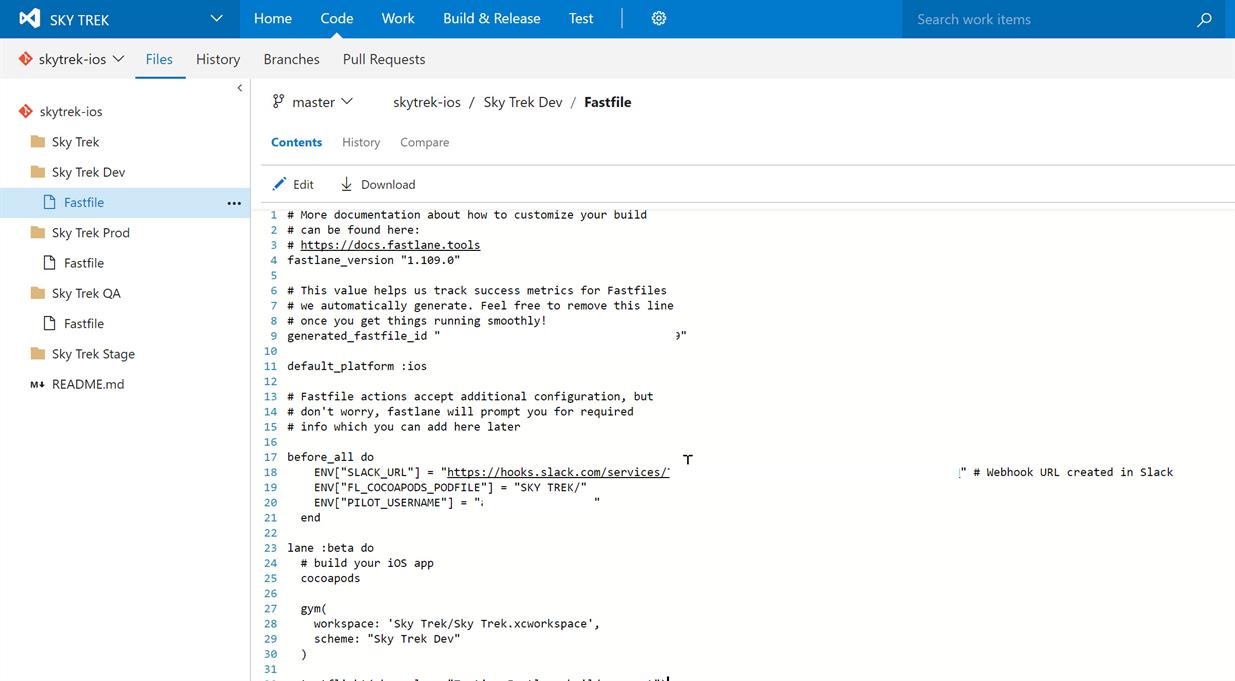 SKY TREK
Home Code Work Build & Release Test
Search work items
skytrek-ios Files History Branches Pull Requests
skytrek-ios
Sky Trek
Sky Trek Dev
Fastfile
Sky Trek Prod
Fastfile
Sky Trek QA
Fastfile
Sky Trek Stage
M↓ README.md
master skytrek-ios / Sky Trek Dev / Fastfile
Contents History Compare
Edit Download
1 # More documentation about how to customize your build
2 # can be found here:
3 # https://docs.fastlane.tools
4 fastlane_version "1.109.0"
5
6 # This value helps us track success metrics for Fastfiles
7 # we automatically generate. Feel free to remove this line
8 # once you get things running smoothly!
9 generated_fastfile_id " 9"
10
11 default_platform :ios
12
13 # Fastfile actions accept additional configuration, but
14 # don't worry, fastlane will prompt you for required
15 # info which you can add here later
16
17 before_all do
18 ENV["SLACK_URL"] = "https://hooks.slack.com/services/ " # Webhook URL created in Slack
19 ENV["FL_COCOAPODS_PODFILE"] = "SKY TREK/"
20 ENV["PILOT_USERNAME"] = " "
21 end
22
23 lane :beta do
24 # build your iOS app
25 cocoapods
26
27 gym(
28 workspace: 'Sky Trek/Sky Trek.xcworkspace',
29 scheme: "Sky Trek Dev"
30 )
31